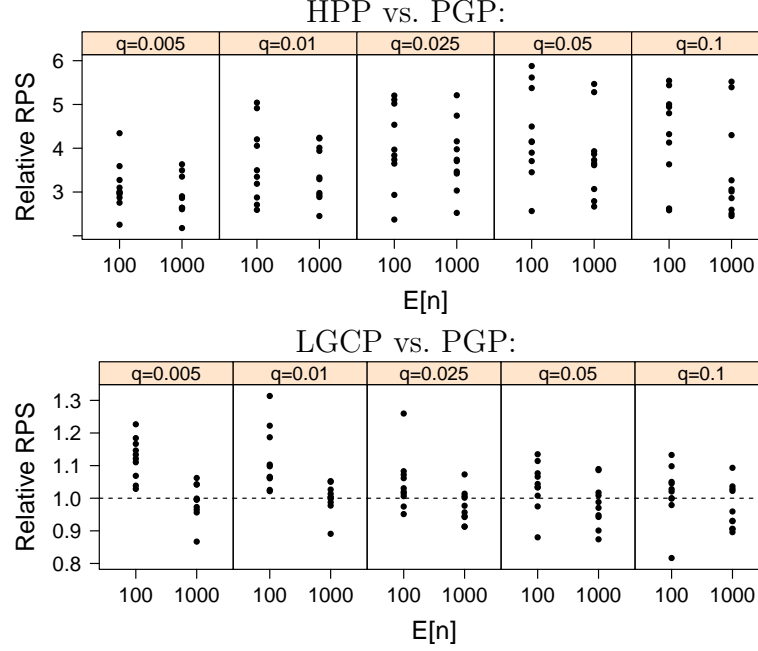 HPP vs. PGP:
q=0.005 q=0.01 q=0.025 q=0.05 q=0.1
Relative RPS
6
5
4
3
100 1000 100 1000 100 1000 100 1000 100 1000
E[n]
LGCP vs. PGP:
q=0.005 q=0.01 q=0.025 q=0.05 q=0.1
Relative RPS
1.3
1.2
1.1
1.0
0.9
0.8
100 1000 100 1000 100 1000 100 1000 100 1000
E[n]